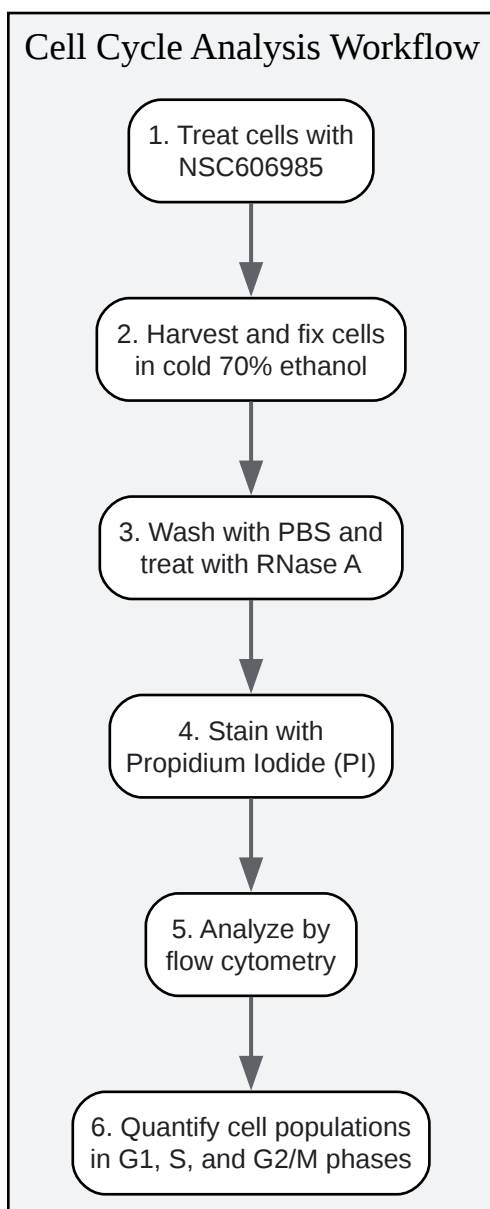 Cell Cycle Analysis Workflow
1. Treat cells with
NSC606985
2. Harvest and fix cells
in cold 70% ethanol
3. Wash with PBS and
treat with RNase A
4. Stain with
Propidium Iodide (PI)
5. Analyze by
flow cytometry
6. Quantify cell populations
in G1, S, and G2/M phases